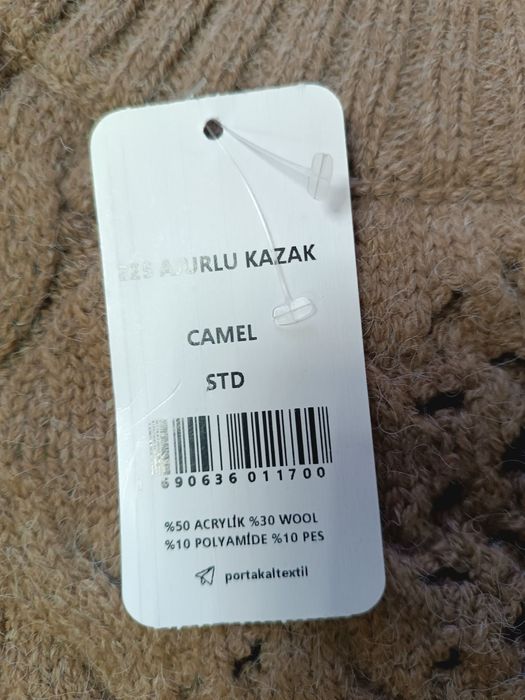 KAZAK
CAMEL
STD
690636 011700
%50 ACRYLİK %30 WOOL
%10 POLYAMİDE %10 PES
portakaltextil